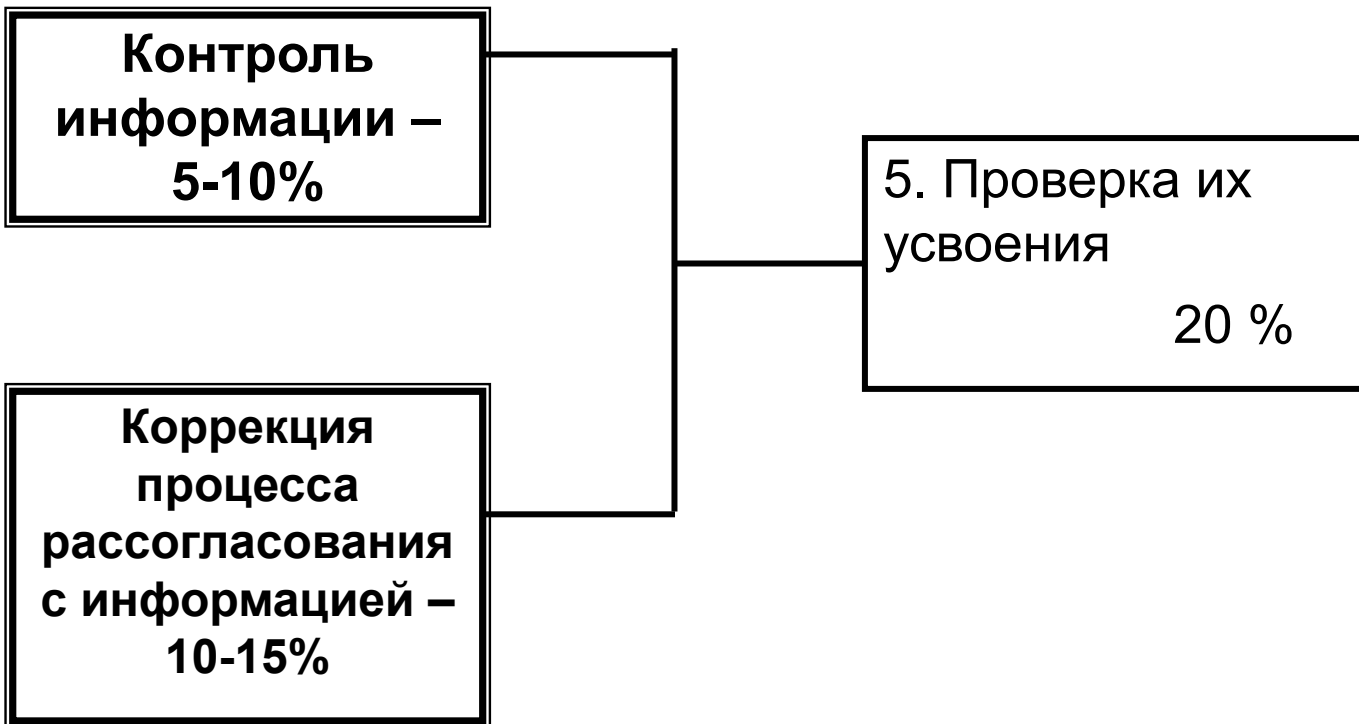 Контроль
информации –
5-10%
5. Проверка их
усвоения
20 %
Коррекция
процесса
рассогласования
с информацией –
10-15%